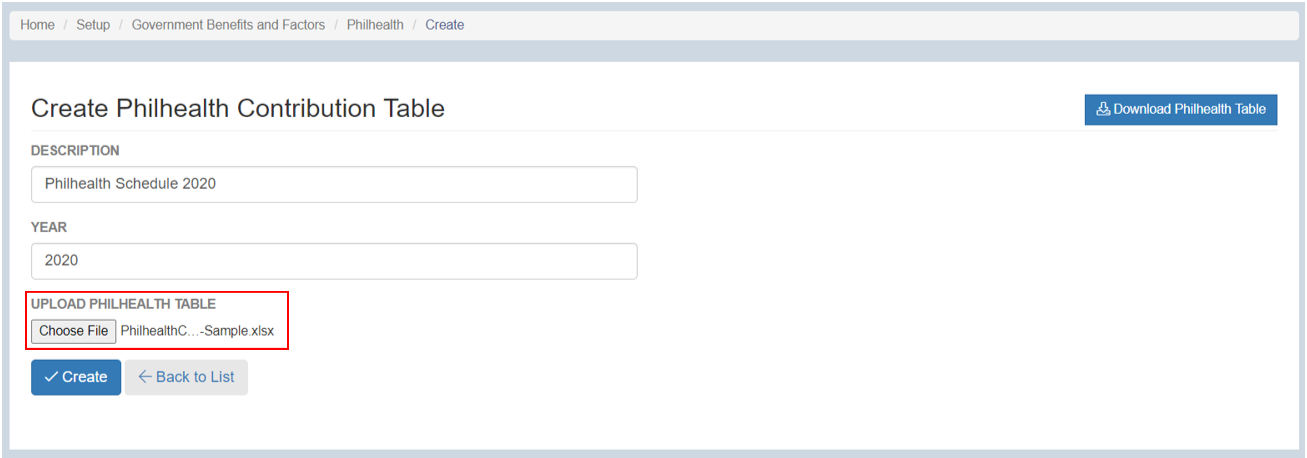 Home / Setup / Government Benefits and Factors / Philhealth / Create
Create Philhealth Contribution Table
Download Philhealth Table
DESCRIPTION
Philhealth Schedule 2020
YEAR
2020
UPLOAD PHILHEALTH TABLE
Choose File PhilhealthC...-Sample.xlsx
Create Back to List